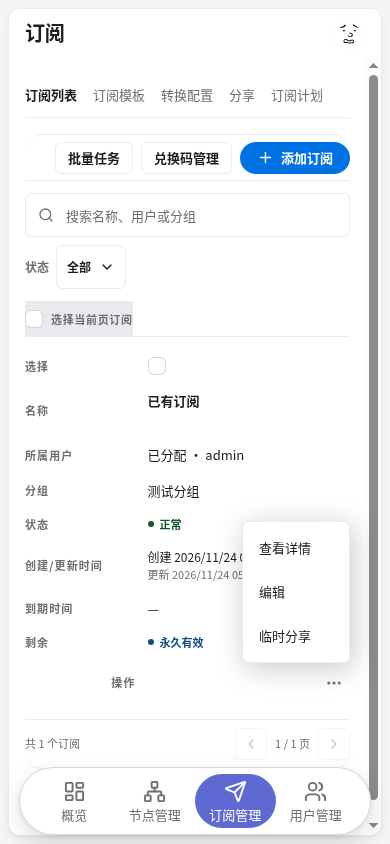 订阅
订阅列表 订阅模板 转换配置 分享 订阅计划
批量任务 兑换码管理 添加订阅
搜索名称、用户或分组
状态 全部
选择当前页订阅
选择
名称 已有订阅
所属用户 已分配 · admin
分组 测试分组
状态 正常
创建/更新时间 创建 2026/11/24
更新 2026/11/24 05
到期时间 —
剩余 永久有效
查看详情
编辑
临时分享
操作
共 1 个订阅 1 / 1 页
概览 节点管理 订阅管理 用户管理